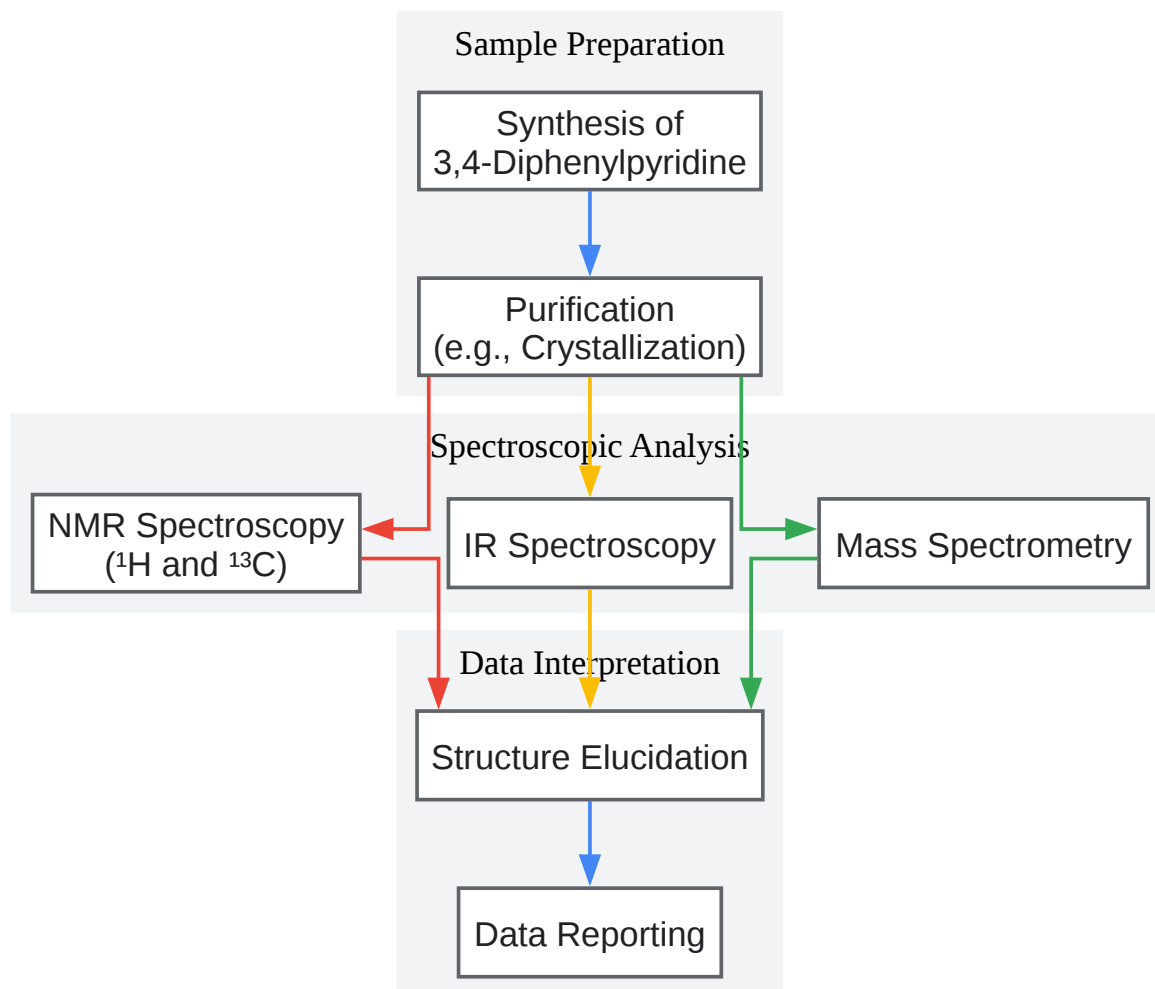 Sample Preparation
Synthesis of
3,4-Diphenylpyridine
Purification
(e.g., Crystallization)
Spectroscopic Analysis
NMR Spectroscopy
(¹H and ¹³C)
IR Spectroscopy
Mass Spectrometry
Data Interpretation
Structure Elucidation
Data Reporting